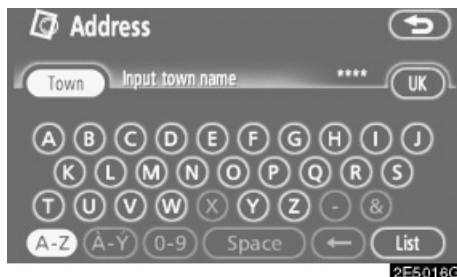 Address
Town Input town name **** UK
A B C D E F G H I J
K L M N O P Q R S
T U V W X Y Z - &
A-Z À-Ý 0-9 Space ← List
2E5016G